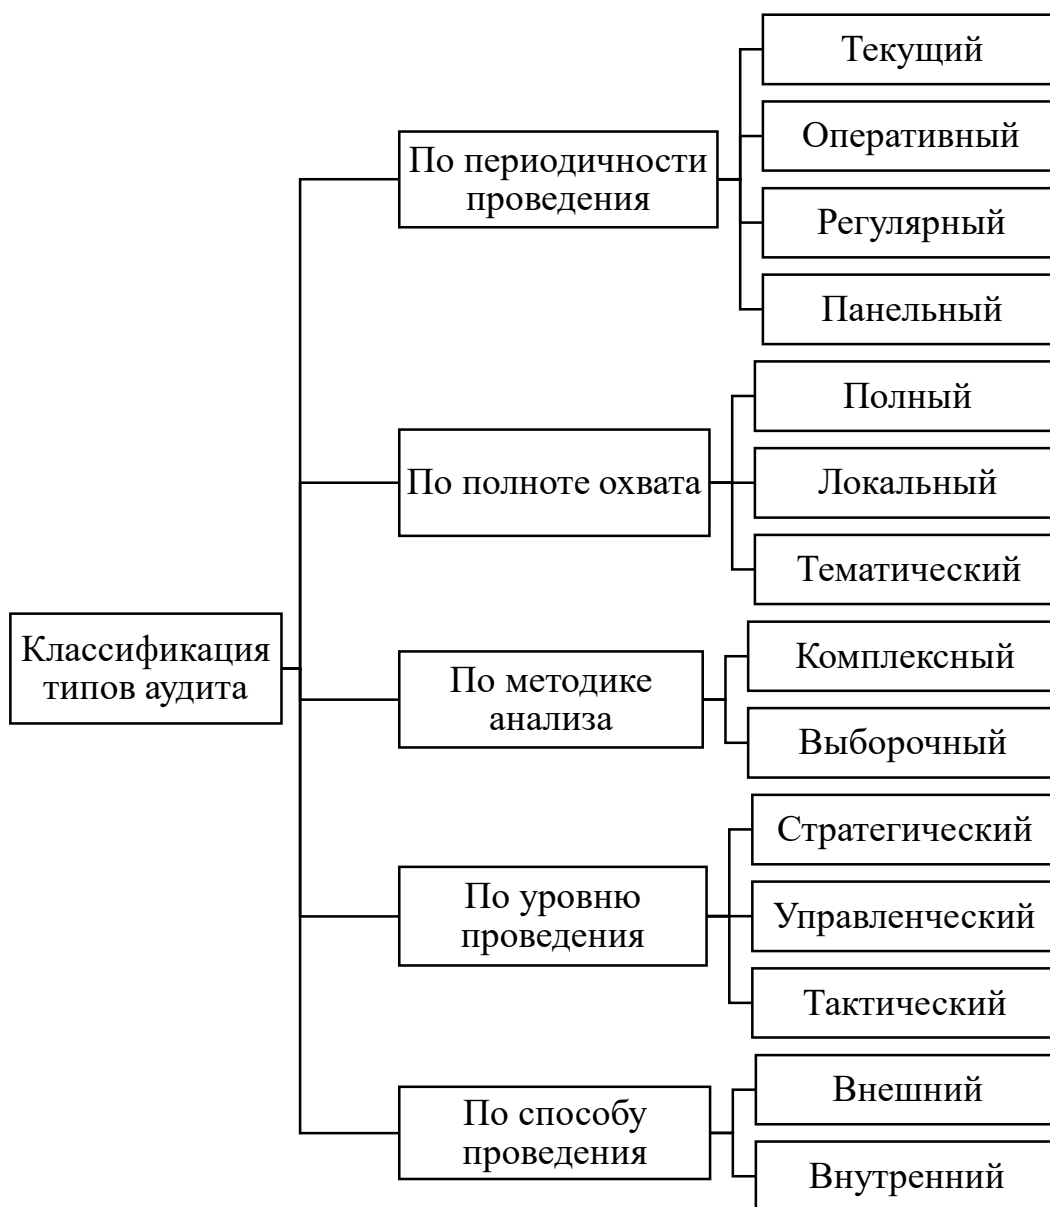 Классификация
типов аудита
По периодичности
проведения
Текущий
Оперативный
Регулярный
Панельный
По полноте охвата
Полный
Локальный
Тематический
По методике
анализа
Комплексный
Выборочный
По уровню
проведения
Стратегический
Управленческий
Тактический
По способу
проведения
Внешний
Внутренний